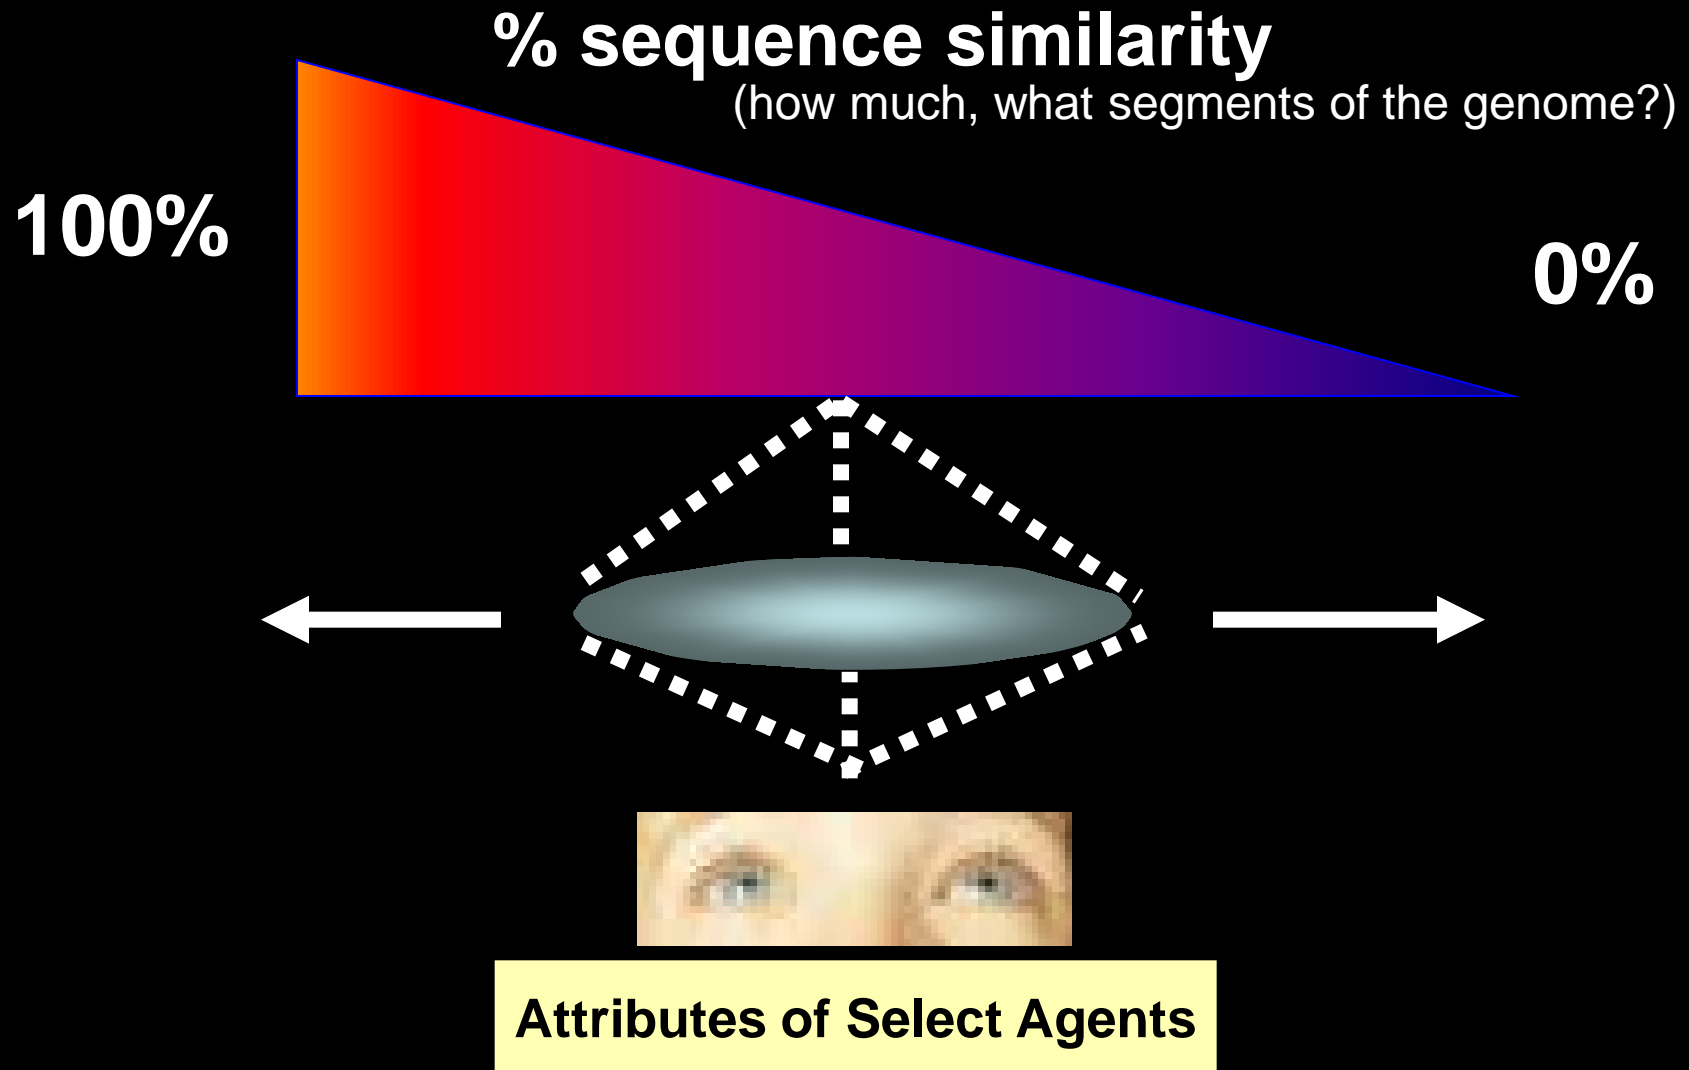 % sequence similarity
(how much, what segments of the genome?)
100%
0%
Attributes of Select Agents